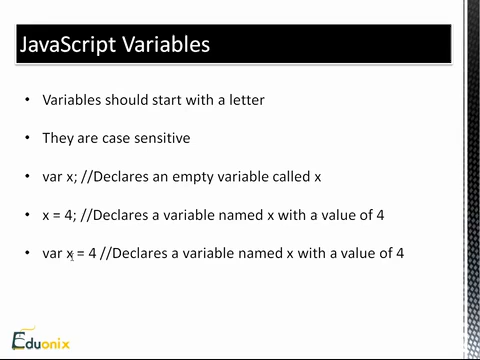 JavaScript Variables
• Variables should start with a letter
• They are case sensitive
• var x; //Declares an empty variable called x
• x = 4; //Declares a variable named x with a value of 4
• var x = 4 //Declares a variable named x with a value of 4
Eduonix